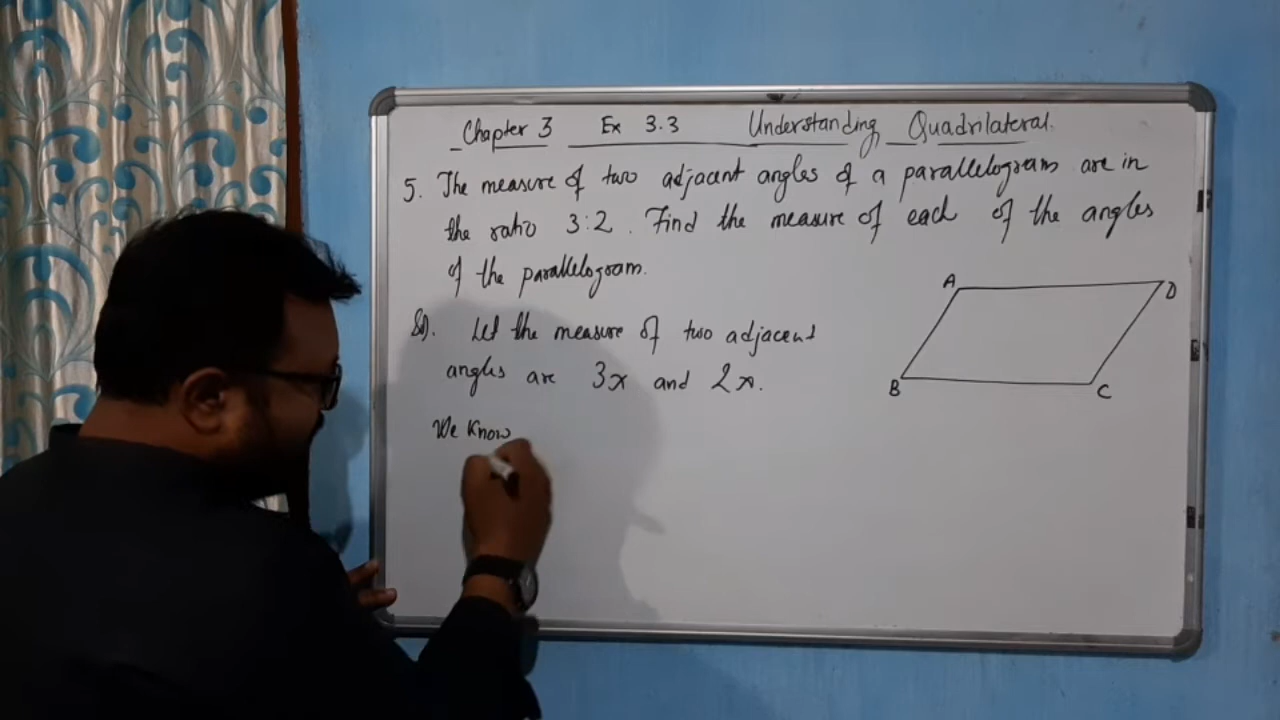 Chapter 3 Ex 3.3 Understanding Quadrilateral.
5. The measure of two adjacent angles of a parallelogram are in
the ratio 3:2. Find the measure of each of the angles
of the parallelogram.
Sol. Let the measure of two adjacent
angles are 3x and 2x.
We know
A
D
B
C